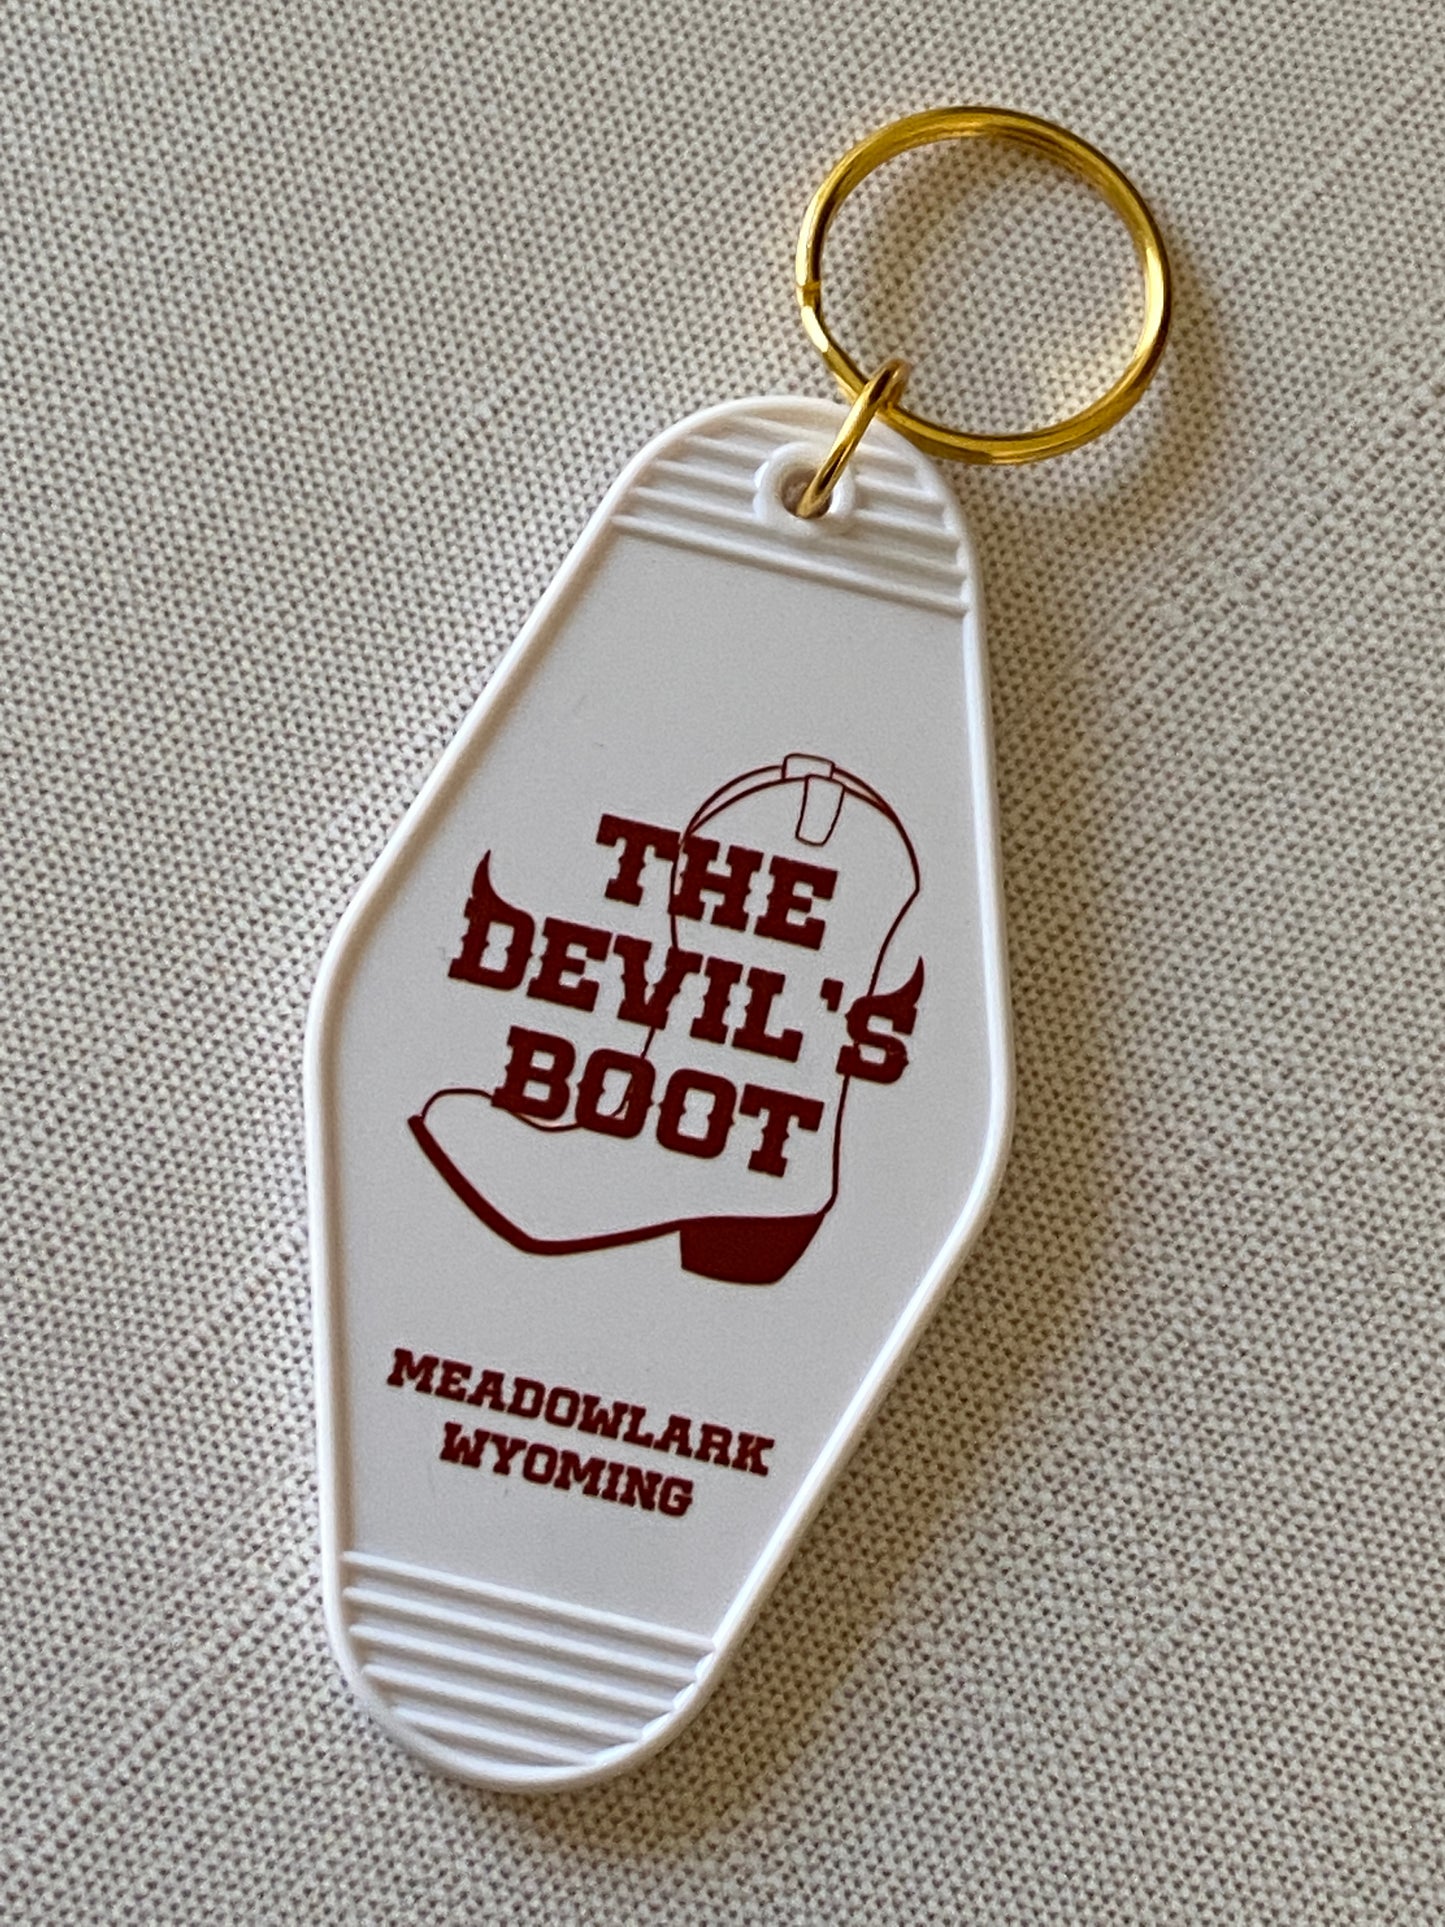 THE
DEVIL'S
BOOT
MEADOWLARK
WYOMING